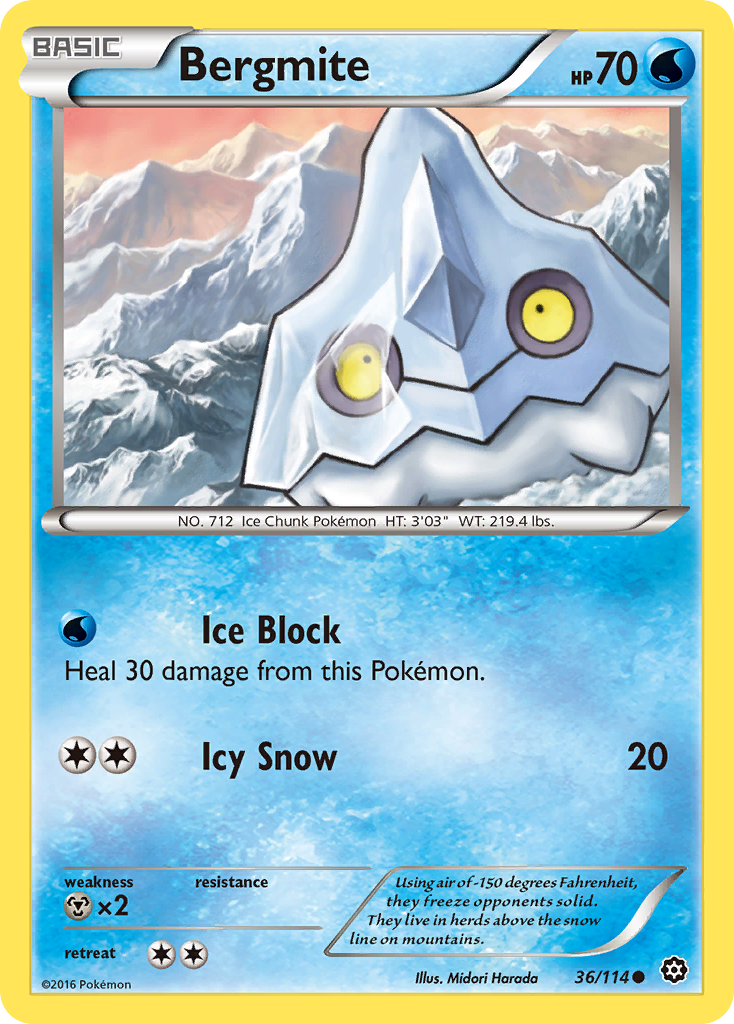 BASIC Bergmite HP 70
NO. 712 Ice Chunk Pokémon HT: 3'03" WT: 219.4 lbs.
Ice Block
Heal 30 damage from this Pokémon.
Icy Snow 20
weakness resistance
×2
retreat
Using air of -150 degrees Fahrenheit,
they freeze opponents solid.
They live in herds above the snow
line on mountains.
©2016 Pokémon Illus. Midori Harada 36/114